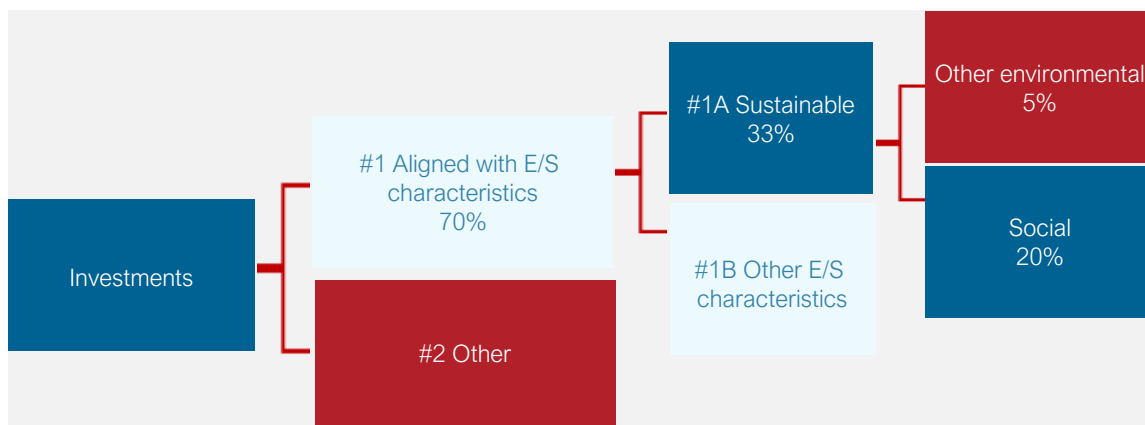 Investments
#1 Aligned with E/S
characteristics
70%
#2 Other
#1A Sustainable
33%
#1B Other E/S
characteristics
Other environmental
5%
Social
20%